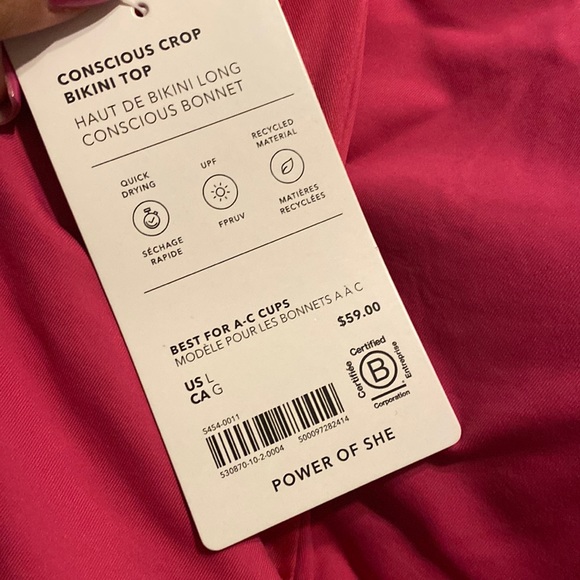 CONSCIOUS CROP
BIKINI TOP
HAUT DE BIKINI LONG
CONSCIOUS BONNET
QUICK
DRYING
SÉCHAGE
RAPIDE
UPF
FPRUV
RECYCLED
MATERIAL
MATIÈRES
RECYCLÉES
BEST FOR A-C CUPS
MODÈLE POUR LES BONNETS A À C
$59.00
US L
CA G
Certified
Certifiée
B
Entreprise
Corporation
S454-0011
530870-10-2-0004
500097282414
POWER OF SHE